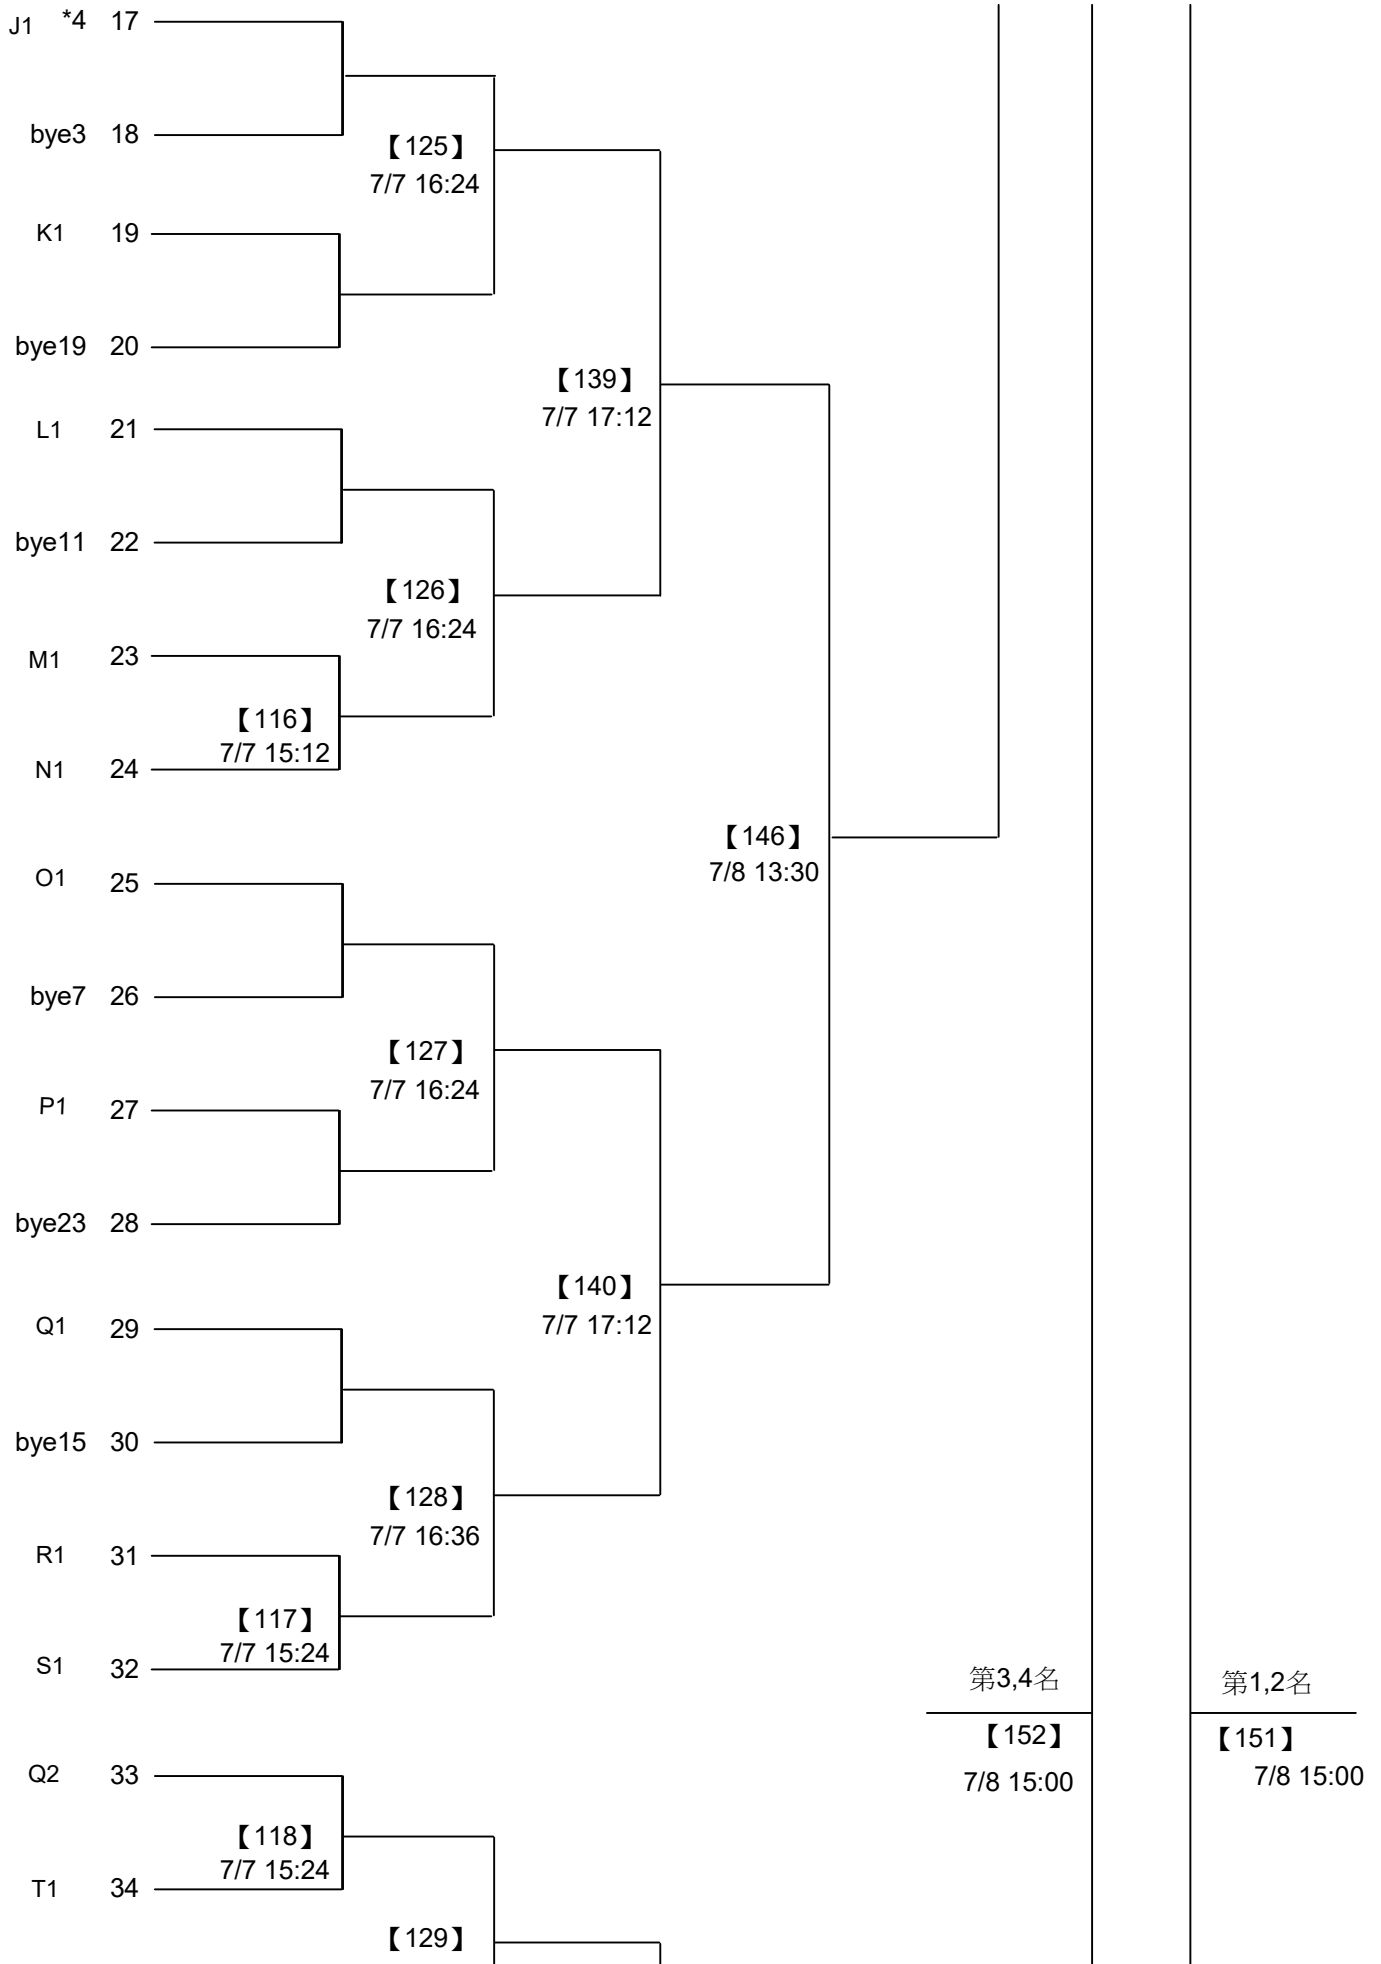 J1 *4 17
bye3 18
【125】
7/7 16:24
K1 19
bye19 20
【139】
7/7 17:12
L1 21
bye11 22
【126】
7/7 16:24
M1 23
【116】
7/7 15:12
N1 24
【146】
7/8 13:30
O1 25
bye7 26
【127】
7/7 16:24
P1 27
bye23 28
【140】
7/7 17:12
Q1 29
bye15 30
【128】
7/7 16:36
R1 31
【117】
7/7 15:24
S1 32
第3,4名
【152】
7/8 15:00
第1,2名
【151】
7/8 15:00
Q2 33
【118】
7/7 15:24
T1 34
【129】